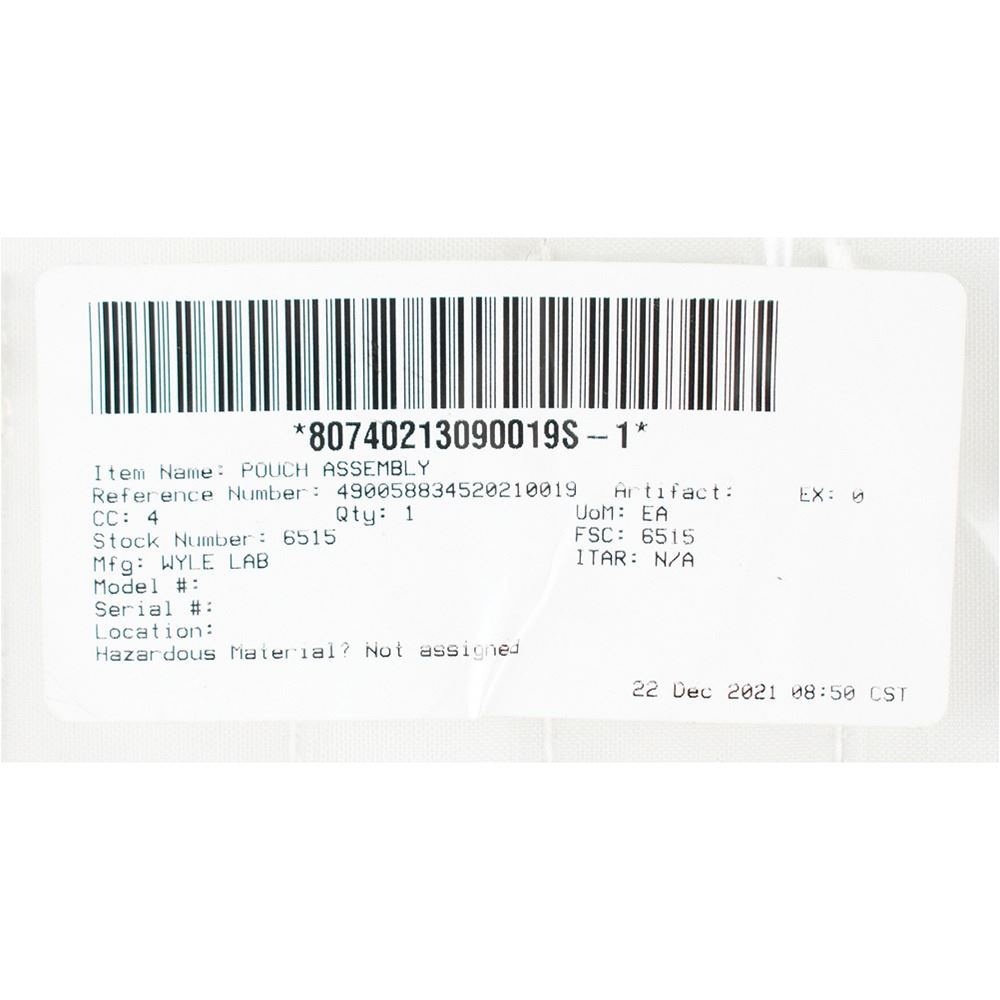 *80740213090019S-1*
Item Name: POUCH ASSEMBLY
Reference Number: 490058834520210019 Artifact: EX: 0
CC: 4 Qty: 1 UoM: EA
Stock Number: 6515 FSC: 6515
Mfg: WYLE LAB ITAR: N/A
Model #:
Serial #:
Location:
Hazardous Material? Not assigned
22 Dec 2021 08:50 CST